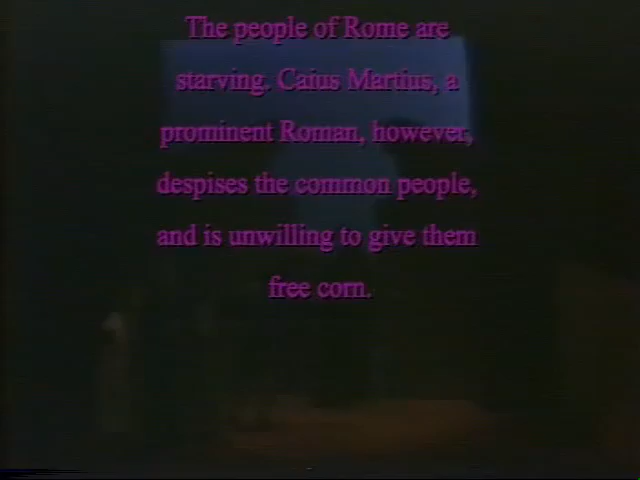 The people of Rome are
starving. Caius Martius, a
prominent Roman, however,
despises the common people,
and is unwilling to give them
free corn.